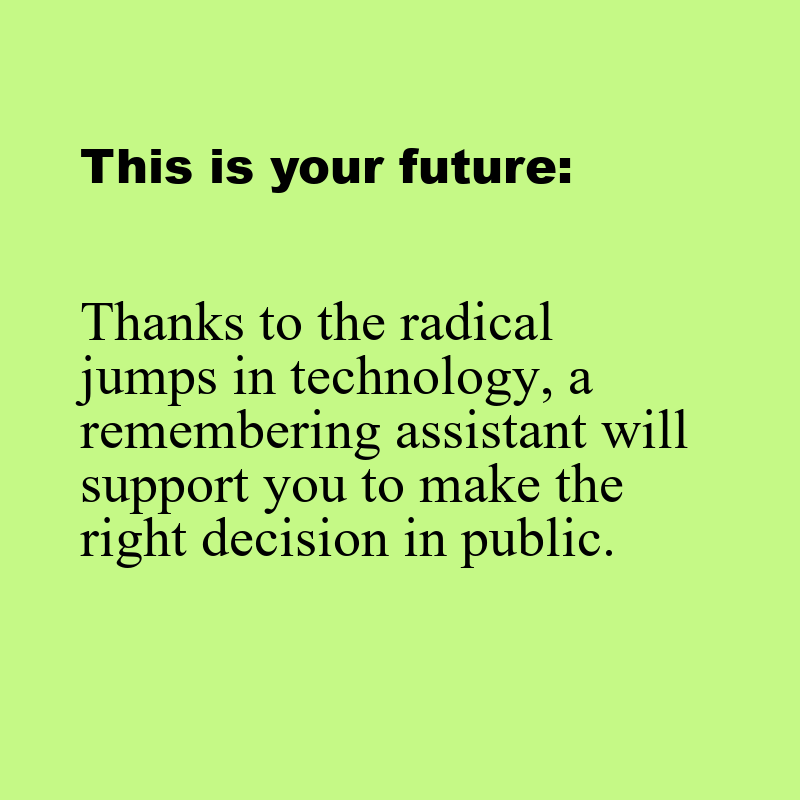 This is your future:
Thanks to the radical
jumps in technology, a
remembering assistant will
support you to make the
right decision in public.